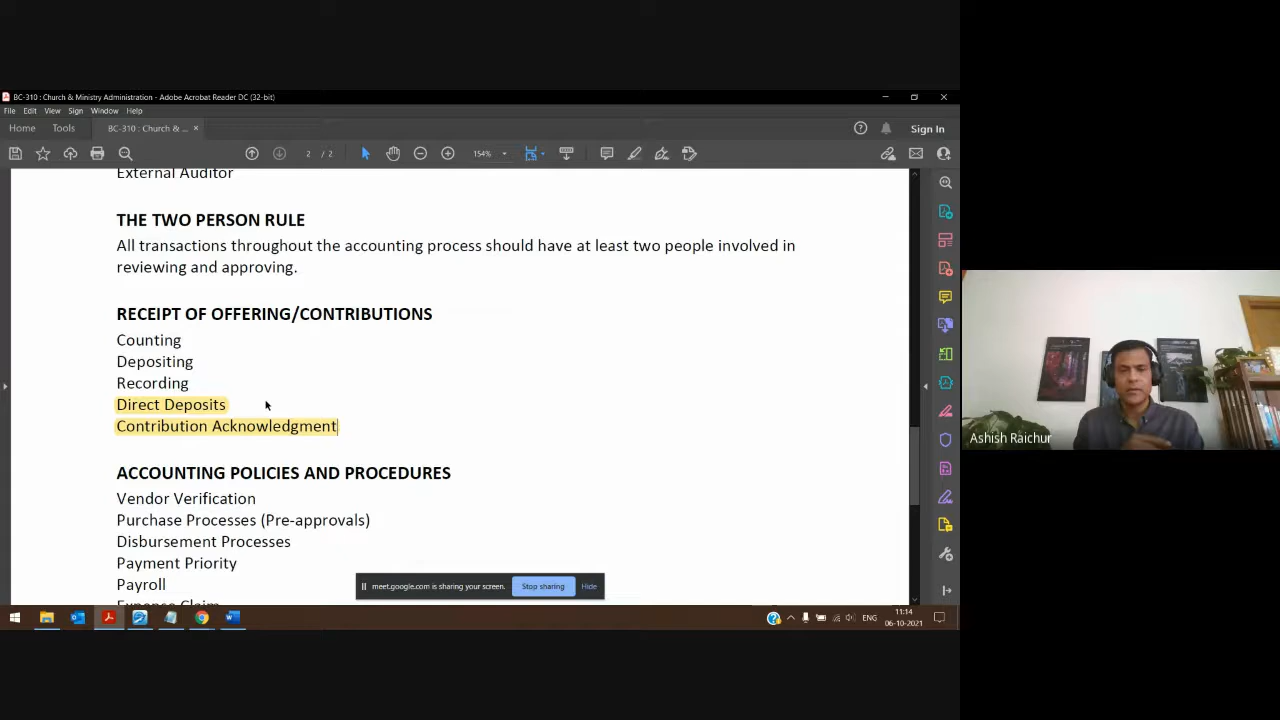 BC-310 : Church & Ministry Administration - Adobe Acrobat Reader DC (32-bit)
File Edit View Sign Window Help
Home Tools BC-310 : Church & ... × Sign In
2 / 2 154%
External Auditor
THE TWO PERSON RULE
All transactions throughout the accounting process should have at least two people involved in
reviewing and approving.
RECEIPT OF OFFERING/CONTRIBUTIONS
Counting
Depositing
Recording
Direct Deposits
Contribution Acknowledgment
ACCOUNTING POLICIES AND PROCEDURES
Vendor Verification
Purchase Processes (Pre-approvals)
Disbursement Processes
Payment Priority
Payroll
Expense Claim
meet.google.com is sharing your screen. Stop sharing Hide
ENG 11:14
06-10-2021
Ashish Raichur